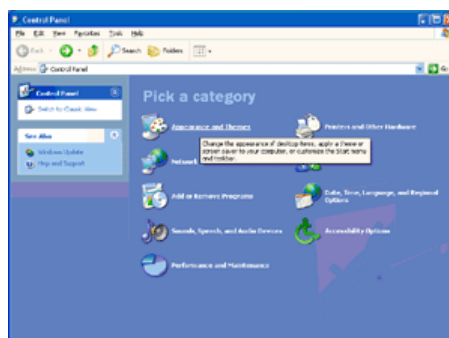 Control Panel
File Edit View Favorites Tools Help
Back Search Folders
Address Control Panel Go
Control Panel
Switch to Classic View
See Also
Windows Update
Help and Support
Pick a category
Appearance and Themes
Printers and Other Hardware
Change the appearance of desktop items, apply a theme or
screen saver to your computer, or customize the Start menu
and taskbar.
Network
Add or Remove Programs
Date, Time, Language, and Regional
Options
Sounds, Speech, and Audio Devices
Accessibility Options
Performance and Maintenance